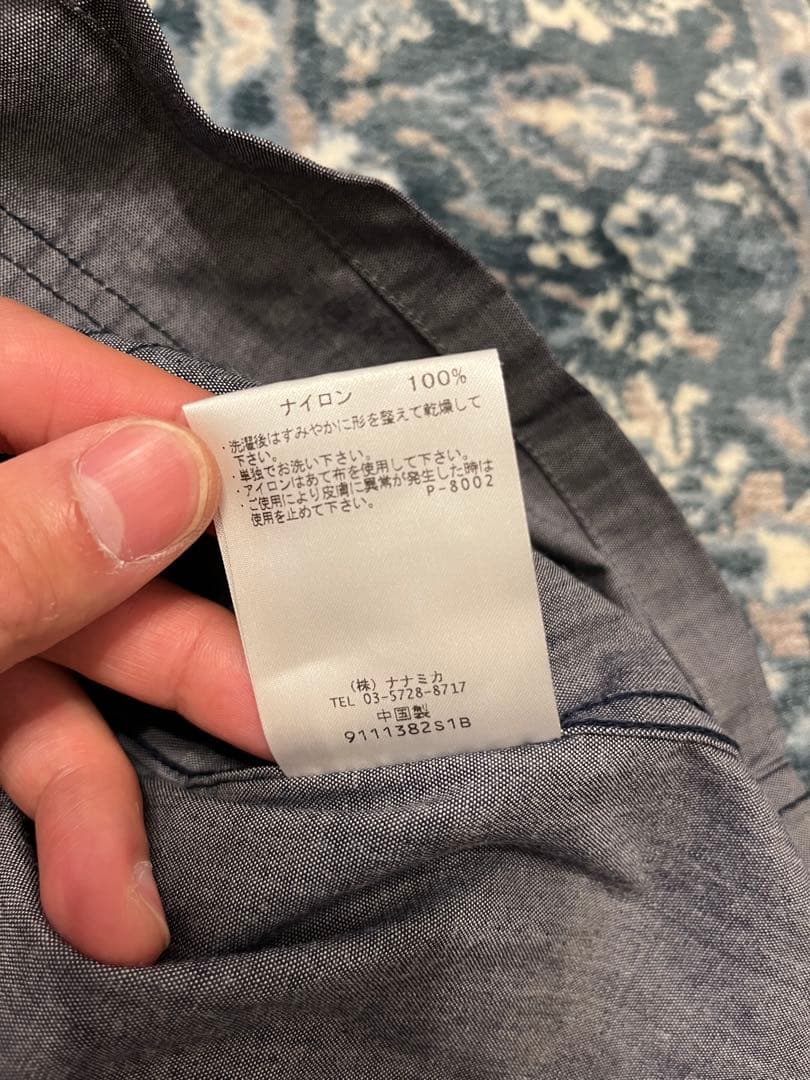 ナイロン 100%
・洗濯後はすみやかに形を整えて乾燥して
下さい。
・単独でお洗い下さい。
・アイロンはあて布を使用して下さい。
・ご使用により皮膚に異常が発生した時は
使用を止めて下さい。 P-8002
(株) ナナミカ
TEL 03-5728-8717
中国製
9111382S1B